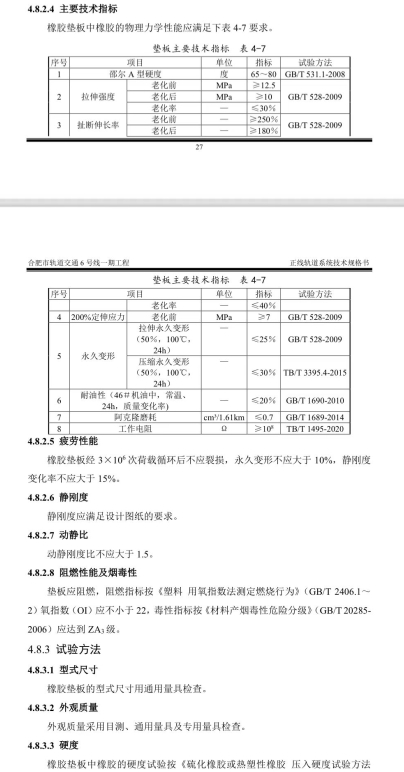 4.8.2.4 主要技术指标
橡胶垫板中橡胶的物理力学性能应满足下表 4-7 要求。
垫板主要技术指标 表 4-7
序号 项目 单位 指标 试验方法
1 邵尔 A 型硬度 度 65～80 GB/T 531.1-2008
2 拉伸强度 老化前 MPa ≥12.5 GB/T 528-2009
老化后 MPa ≥10
老化率 — ≤30%
3 扯断伸长率 老化前 — ≥250% GB/T 528-2009
老化后 — ≥180%
27
合肥市轨道交通 6 号线一期工程 正线轨道系统技术规格书
垫板主要技术指标 表 4-7
序号 项目 单位 指标 试验方法
老化率 — ≤40%
4 200%定伸应力 老化前 MPa ≥7 GB/T 528-2009
5 永久变形 拉伸永久变形
（50%，100℃，
24h） — ≤25% GB/T 528-2009
压缩永久变形
（50%，100℃，
24h） — ≤30% TB/T 3395.4-2015
6 耐油性（46＃机油中，常温、
24h，质量变化率) — ≤20% GB/T 1690-2010
7 阿克隆磨耗 cm³/1.61km ≤0.7 GB/T 1689-2014
8 工作电阻 Ω ≥10⁸ TB/T 1495-2020
4.8.2.5 疲劳性能
橡胶垫板经 3×10⁶ 次荷载循环后不应裂损，永久变形不应大于 10%，静刚度
变化率不应大于 15%。
4.8.2.6 静刚度
静刚度应满足设计图纸的要求。
4.8.2.7 动静比
动静刚度比不应大于 1.5。
4.8.2.8 阻燃性能及烟毒性
垫板应阻燃，阻燃指标按《塑料 用氧指数法测定燃烧行为》（GB/T 2406.1～
2）氧指数（OI）应不小于 22，毒性指标按《材料产烟毒性危险分级》（GB/T 20285-
2006）应达到 ZA₃ 级。
4.8.3 试验方法
4.8.3.1 型式尺寸
橡胶垫板的型式尺寸用通用量具检查。
4.8.3.2 外观质量
外观质量采用目测、通用量具及专用量具检查。
4.8.3.3 硬度
橡胶垫板中橡胶的硬度试验按《硫化橡胶或热塑性橡胶 压入硬度试验方法